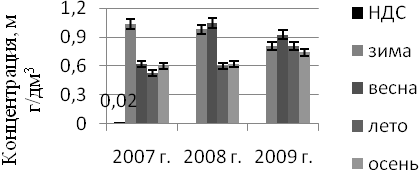 Концентрация, м
г/дм³
1,2
0,9
0,6
0,3
0
0,02
2007 г. 2008 г. 2009 г.
НДС
зима
весна
лето
осень